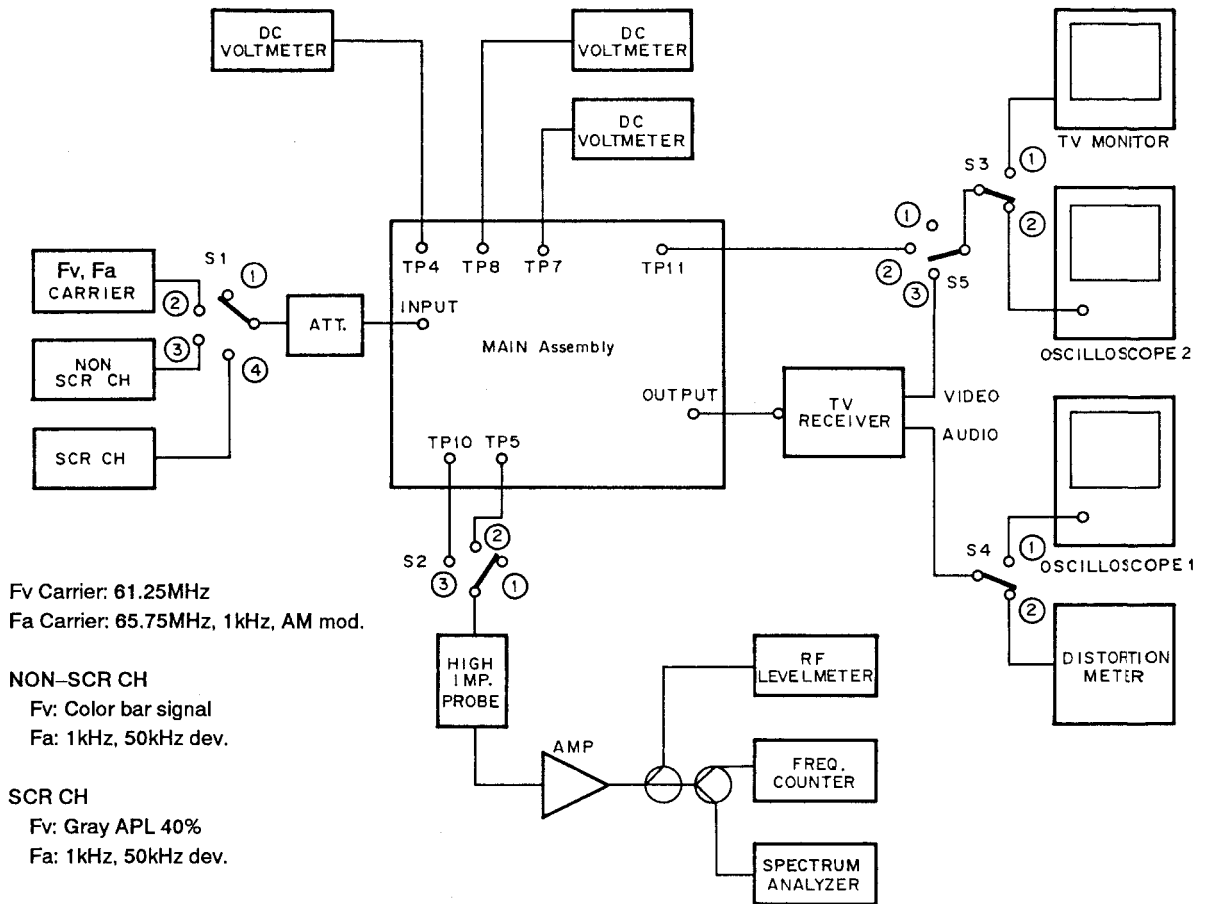 DC
VOLTMETER
DC
VOLTMETER
DC
VOLTMETER
TV MONITOR
S3
①
②
OSCILLOSCOPE 2
Fv, Fa
CARRIER
S1
①
②
③
④
NON
SCR CH
SCR CH
ATT.
TP4
TP8
TP7
TP11
INPUT
MAIN Assembly
OUTPUT
TP10
TP5
①
②
③
S5
TV
RECEIVER
VIDEO
AUDIO
S4
①
②
OSCILLOSCOPE 1
DISTORTION
METER
S2
③
②
①
HIGH
IMP.
PROBE
AMP
RF
LEVELMETER
FREQ.
COUNTER
SPECTRUM
ANALYZER
Fv Carrier: 61.25MHz
Fa Carrier: 65.75MHz, 1kHz, AM mod.
NON–SCR CH
Fv: Color bar signal
Fa: 1kHz, 50kHz dev.
SCR CH
Fv: Gray APL 40%
Fa: 1kHz, 50kHz dev.